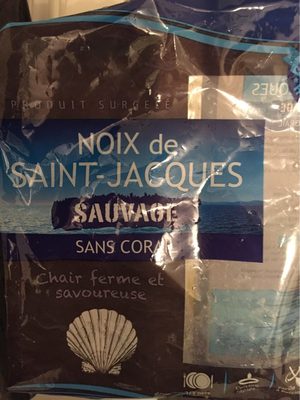 PRODUIT SURGELÉ
NOIX de
SAINT-JACQUES
SAUVAGE
SANS CORAIL
Chair ferme et
savoureuse